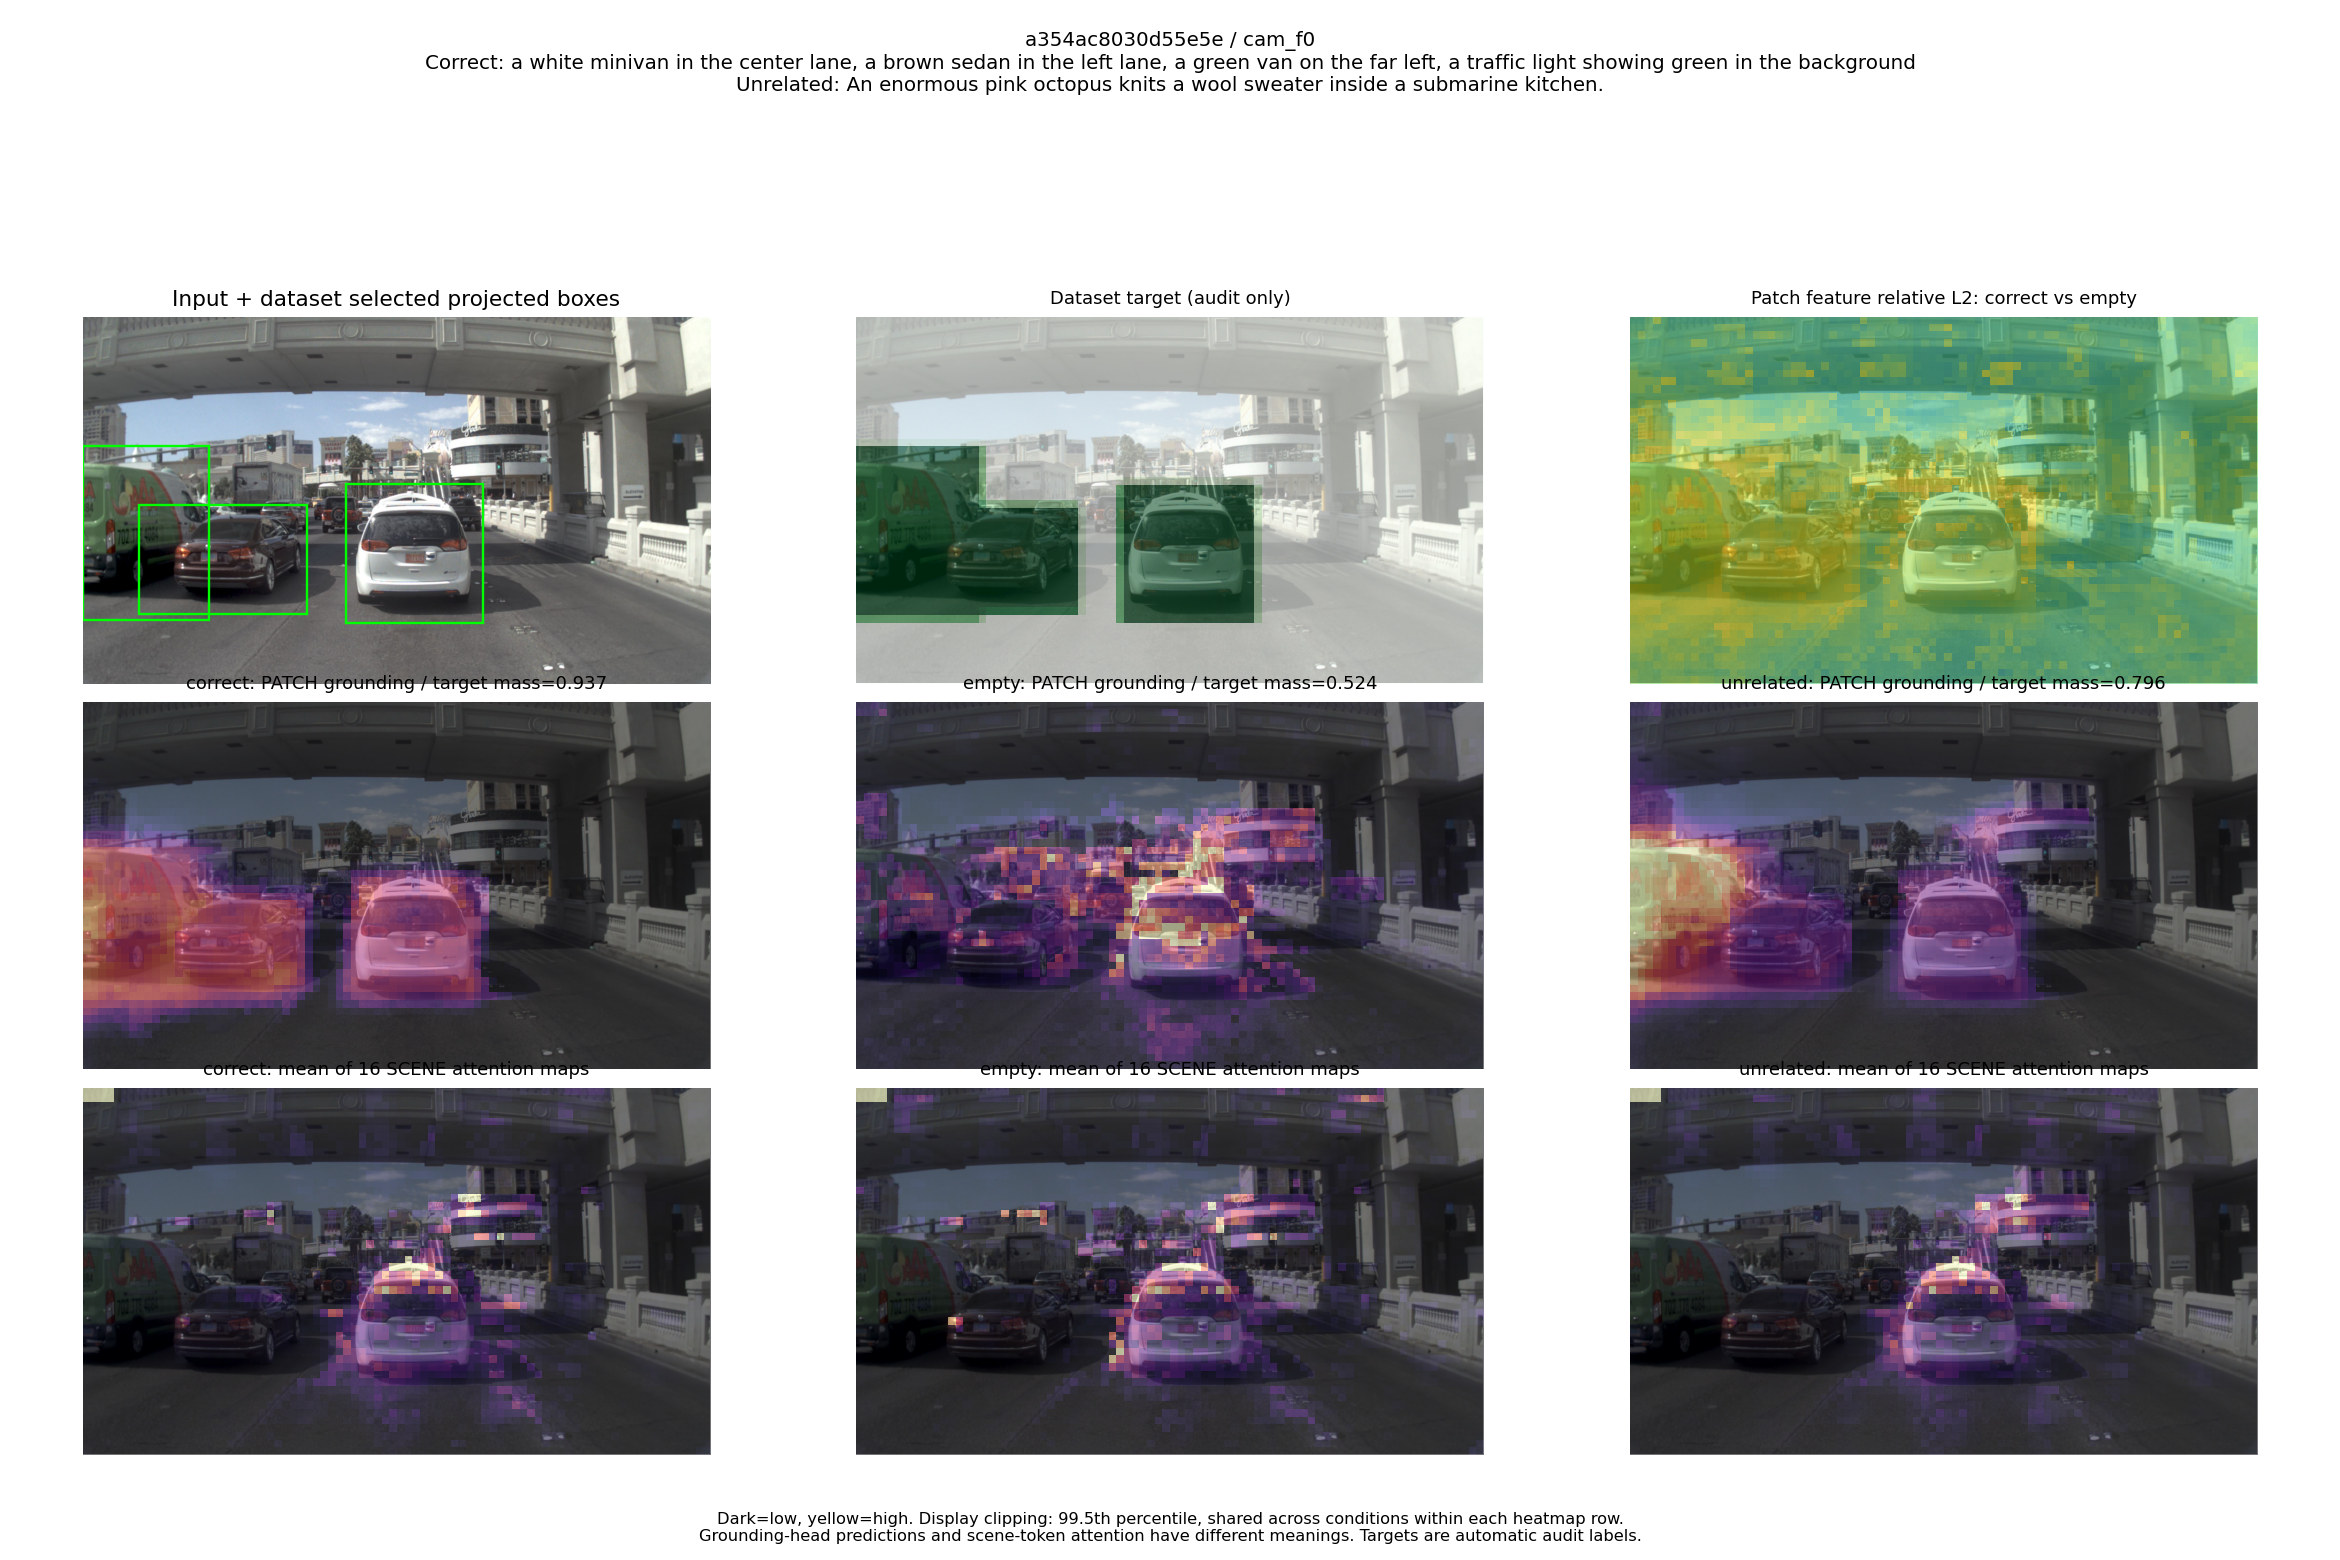 a354ac8030d55e5e / cam_f0
Correct: a white minivan in the center lane, a brown sedan in the left lane, a green van on the far left, a traffic light showing green in the background
Unrelated: An enormous pink octopus knits a wool sweater inside a submarine kitchen.
Input + dataset selected projected boxes
Dataset target (audit only)
Patch feature relative L2: correct vs empty
correct: PATCH grounding / target mass=0.937
empty: PATCH grounding / target mass=0.524
unrelated: PATCH grounding / target mass=0.796
correct: mean of 16 SCENE attention maps
empty: mean of 16 SCENE attention maps
unrelated: mean of 16 SCENE attention maps
Dark=low, yellow=high. Display clipping: 99.5th percentile, shared across conditions within each heatmap row.
Grounding-head predictions and scene-token attention have different meanings. Targets are automatic audit labels.